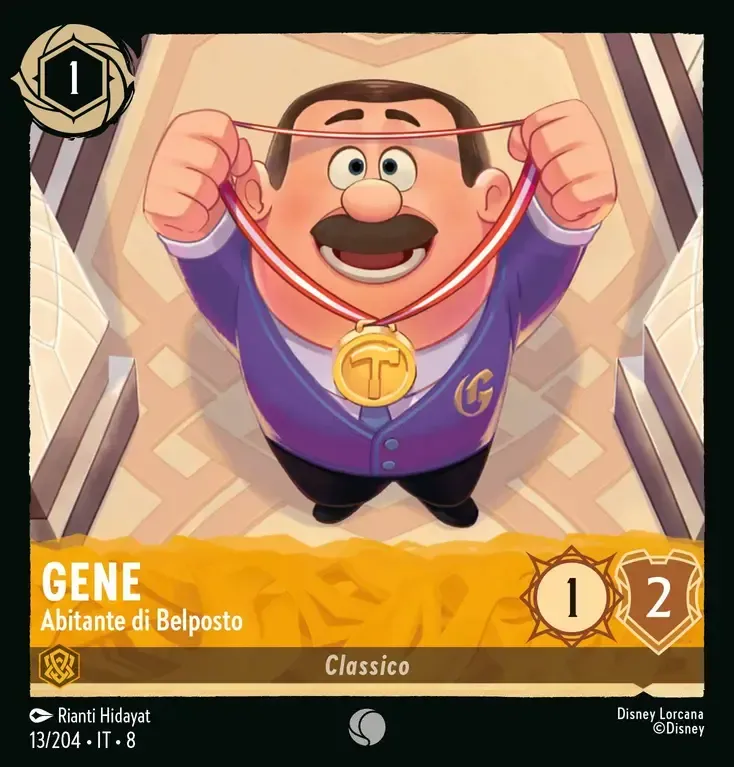 1
G
GENE
Abitante di Belposto
1
2
Classico
Rianti Hidayat
13/204 • IT • 8
Disney Lorcana
©Disney